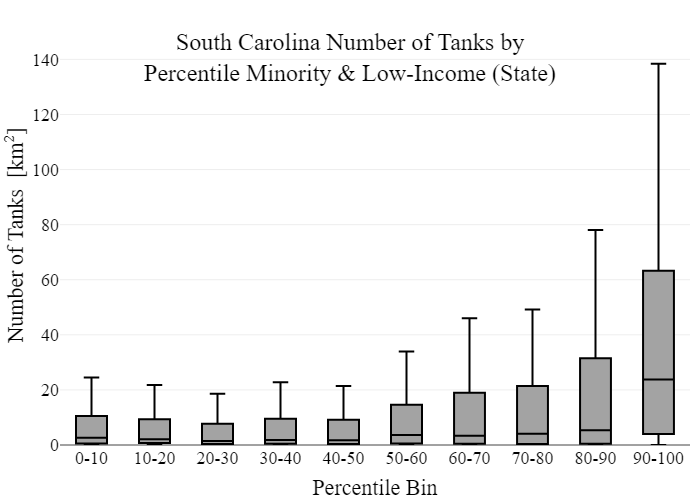 South Carolina Number of Tanks by
Percentile Minority & Low-Income (State)
Number of Tanks [km²]
140
120
100
80
60
40
20
0
0-10 10-20 20-30 30-40 40-50 50-60 60-70 70-80 80-90 90-100
Percentile Bin